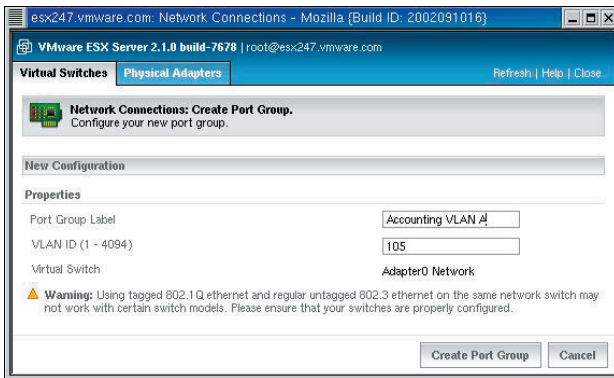 esx247.vmware.com: Network Connections - Mozilla {Build ID: 2002091016}
VMware ESX Server 2.1.0 build-7678 | root@esx247.vmware.com
Virtual Switches Physical Adapters Refresh | Help | Close
Network Connections: Create Port Group.
Configure your new port group.
New Configuration
Properties
Port Group Label Accounting VLAN A
VLAN ID (1 - 4094) 105
Virtual Switch Adapter0 Network
Warning: Using tagged 802.1Q ethernet and regular untagged 802.3 ethernet on the same network switch may
not work with certain switch models. Please ensure that your switches are properly configured.
Create Port Group Cancel